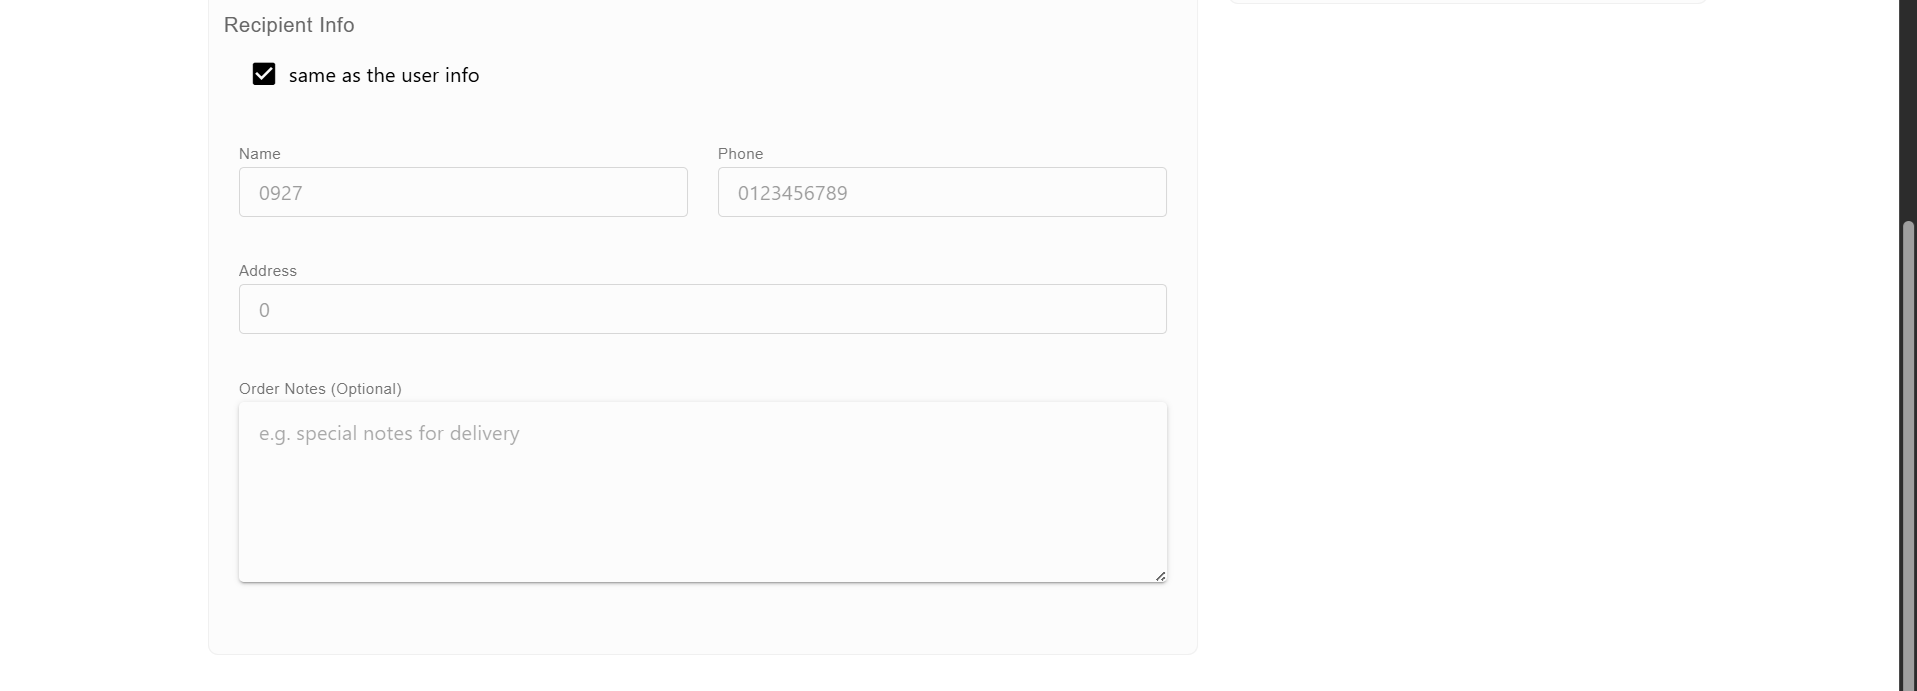 Recipient Info
same as the user info
Name
Phone
0927
0123456789
Address
0
Order Notes (Optional)
e.g. special notes for delivery